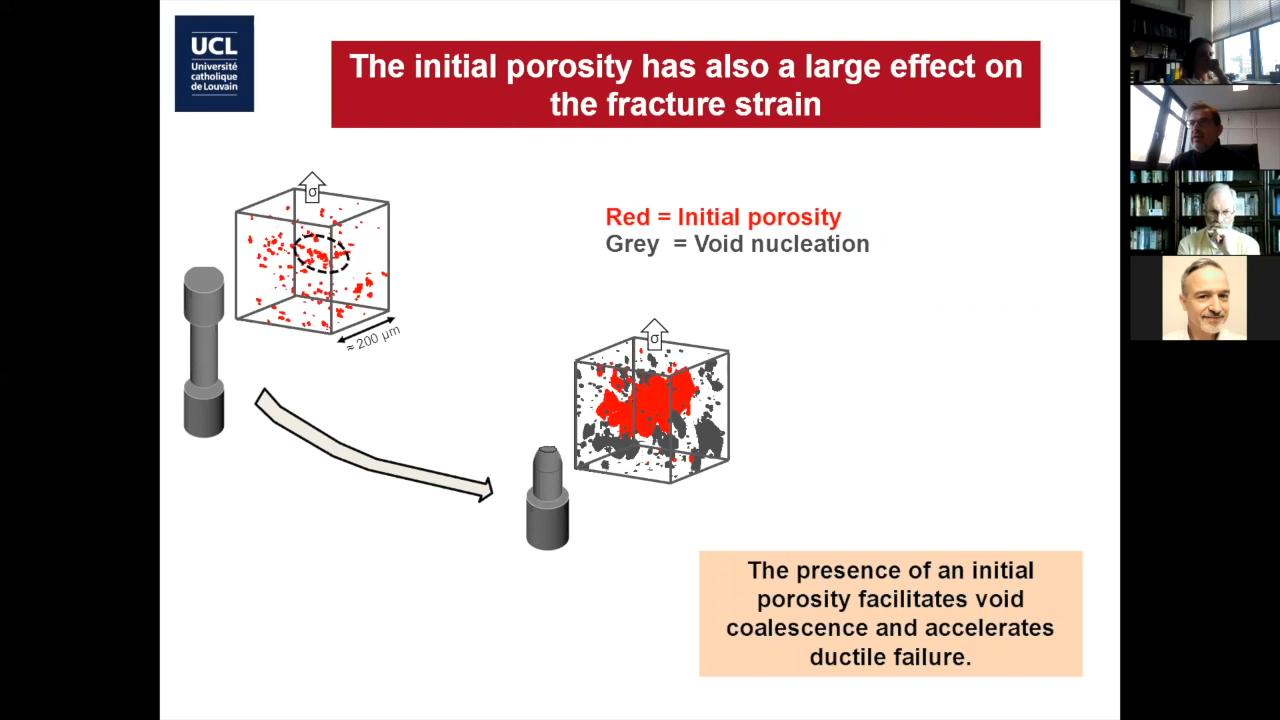 UCL
Université
catholique
de Louvain
The initial porosity has also a large effect on
the fracture strain
σ
≈ 200 µm
Red = Initial porosity
Grey = Void nucleation
σ
The presence of an initial
porosity facilitates void
coalescence and accelerates
ductile failure.